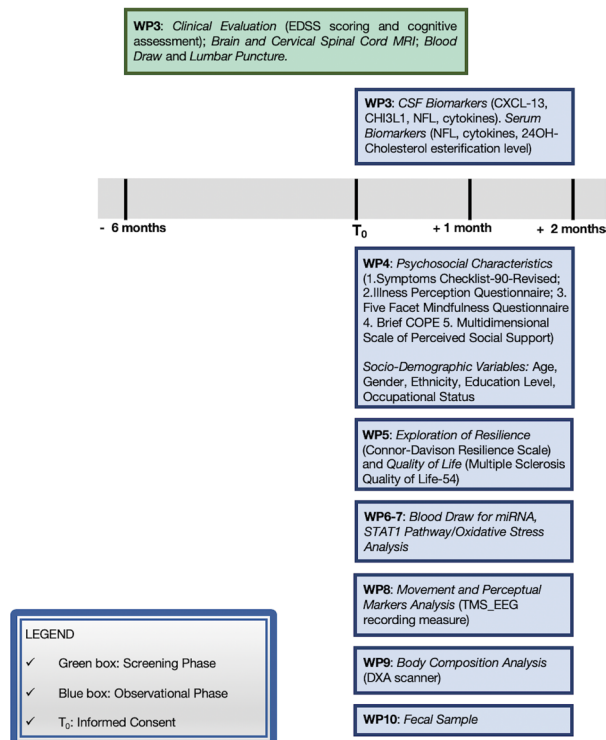 WP3: Clinical Evaluation (EDSS scoring and cognitive
assessment); Brain and Cervical Spinal Cord MRI; Blood
Draw and Lumbar Puncture.
WP3: CSF Biomarkers (CXCL-13,
CHI3L1, NFL, cytokines). Serum
Biomarkers (NFL, cytokines, 24OH-
Cholesterol esterification level)
- 6 months
T0
+ 1 month
+ 2 months
WP4: Psychosocial Characteristics
(1.Symptoms Checklist-90-Revised;
2.Illness Perception Questionnaire; 3.
Five Facet Mindfulness Questionnaire
4. Brief COPE 5. Multidimensional
Scale of Perceived Social Support)
Socio-Demographic Variables: Age,
Gender, Ethnicity, Education Level,
Occupational Status
WP5: Exploration of Resilience
(Connor-Davison Resilience Scale)
and Quality of Life (Multiple Sclerosis
Quality of Life-54)
WP6-7: Blood Draw for miRNA,
STAT1 Pathway/Oxidative Stress
Analysis
WP8: Movement and Perceptual
Markers Analysis (TMS_EEG
recording measure)
WP9: Body Composition Analysis
(DXA scanner)
WP10: Fecal Sample
LEGEND
✓ Green box: Screening Phase
✓ Blue box: Observational Phase
✓ T0: Informed Consent